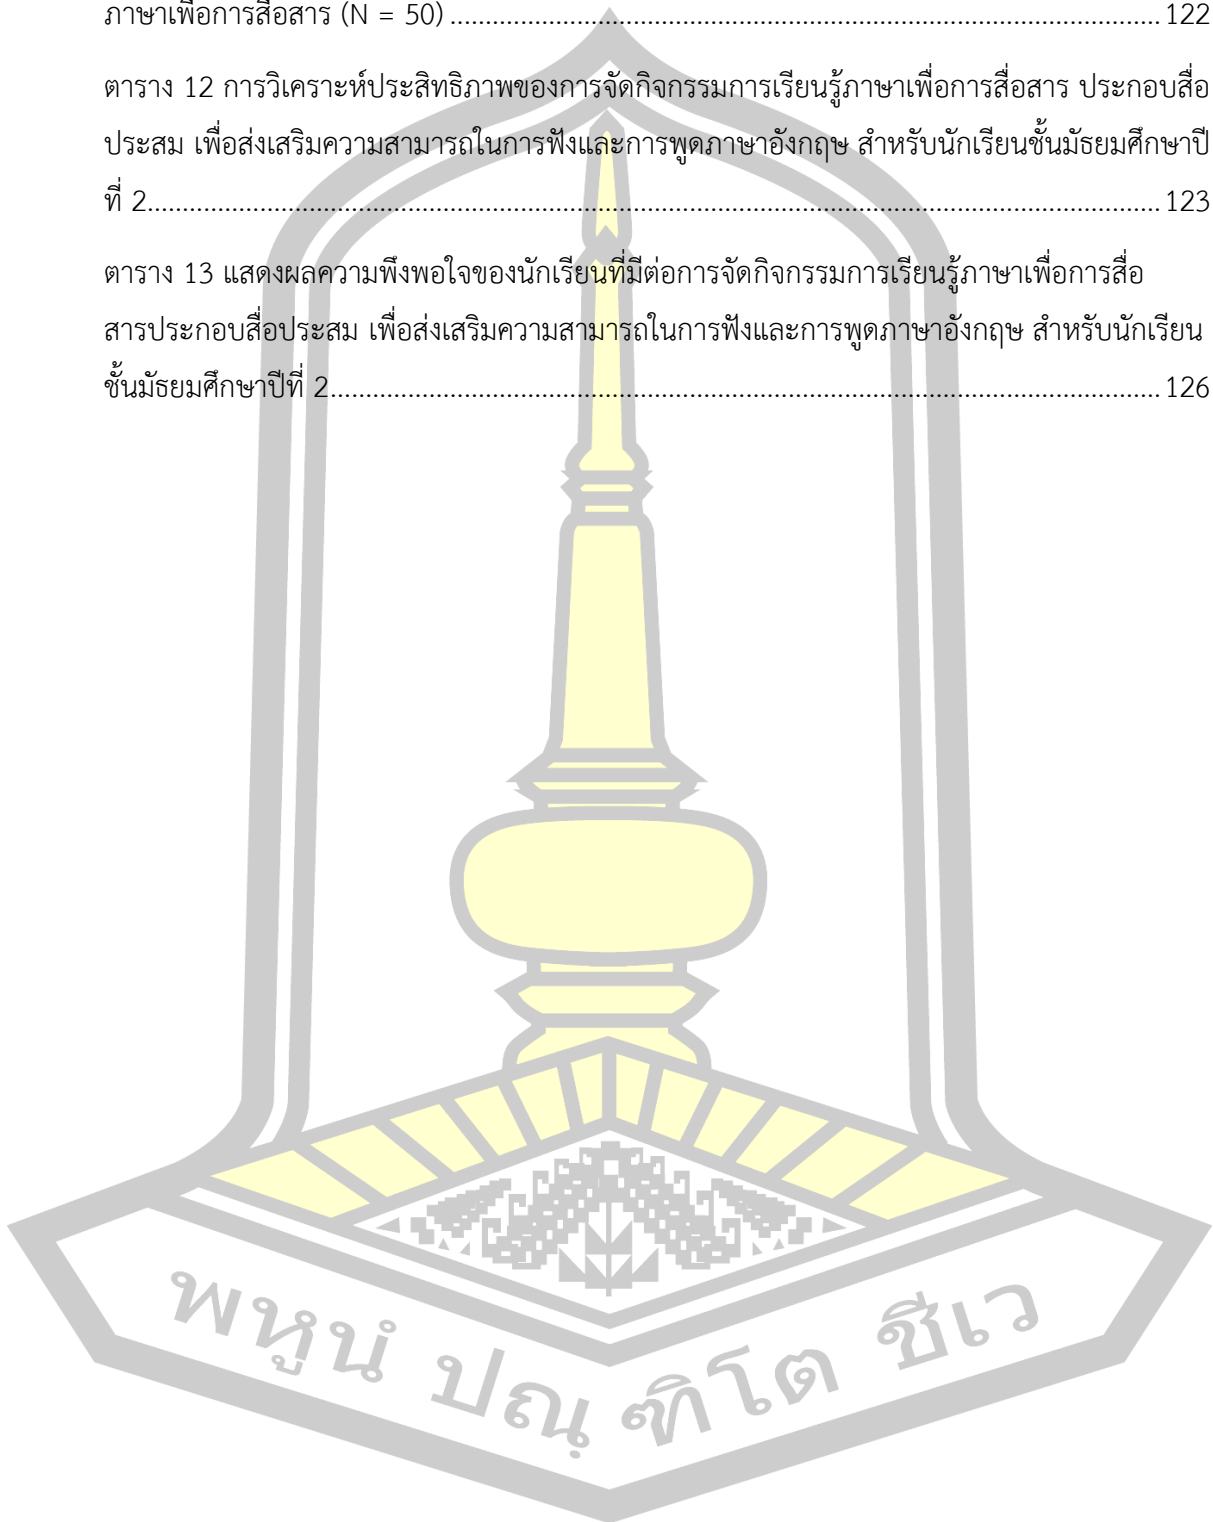 ภาษาเพื่อการสื่อสาร (N = 50) ........................................................................................ 122
ตาราง 12 การวิเคราะห์ประสิทธิภาพของการจัดกิจกรรมการเรียนรู้ภาษาเพื่อการสื่อสาร ประกอบสื่อ
ประสม เพื่อส่งเสริมความสามารถในการฟังและการพูดภาษาอังกฤษ สำหรับนักเรียนชั้นมัธยมศึกษาปี
ที่ 2........................................................................................................................ 123
ตาราง 13 แสดงผลความพึงพอใจของนักเรียนที่มีต่อการจัดกิจกรรมการเรียนรู้ภาษาเพื่อการสื่อ
สารประกอบสื่อประสม เพื่อส่งเสริมความสามารถในการฟังและการพูดภาษาอังกฤษ สำหรับนักเรียน
ชั้นมัธยมศึกษาปีที่ 2.................................................................................................. 126
พหูนํ ปณฺฑิโต ชีเว